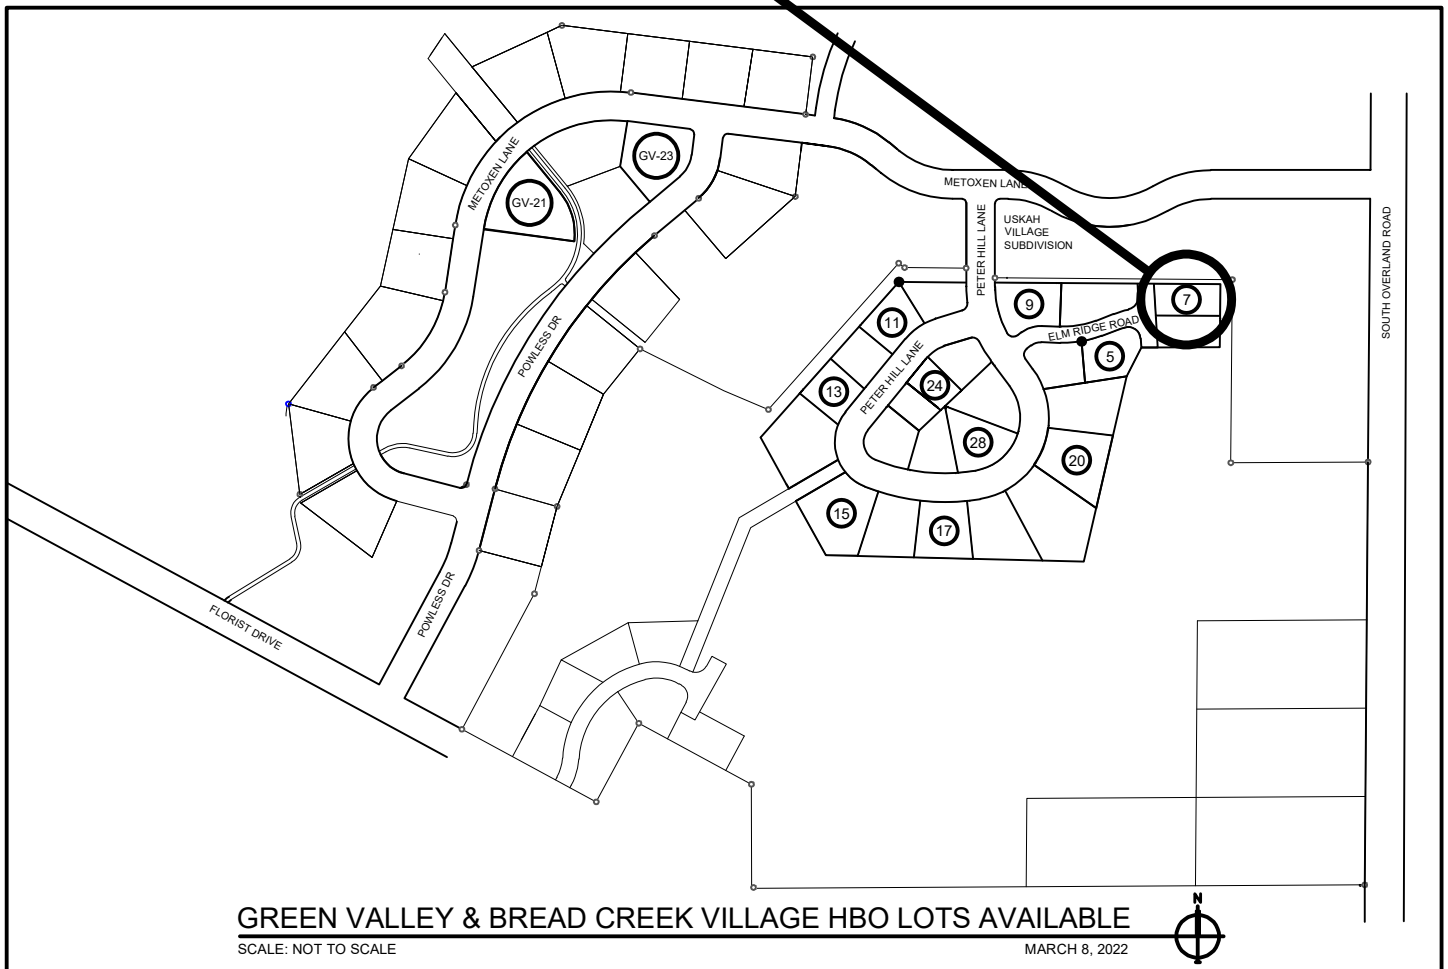 GV-23
METOXEN LANE
GV-21
METOXEN LANE
PETER HILL LANE
USKAH
VILLAGE
SUBDIVISION
SOUTH OVERLAND ROAD
7
9
11
ELM RIDGE ROAD
POWLESS DR
5
PETER HILL LANE
24
13
28
20
15
17
POWLESS DR
FLORIST DRIVE
GREEN VALLEY & BREAD CREEK VILLAGE HBO LOTS AVAILABLE
N
SCALE: NOT TO SCALE
MARCH 8, 2022